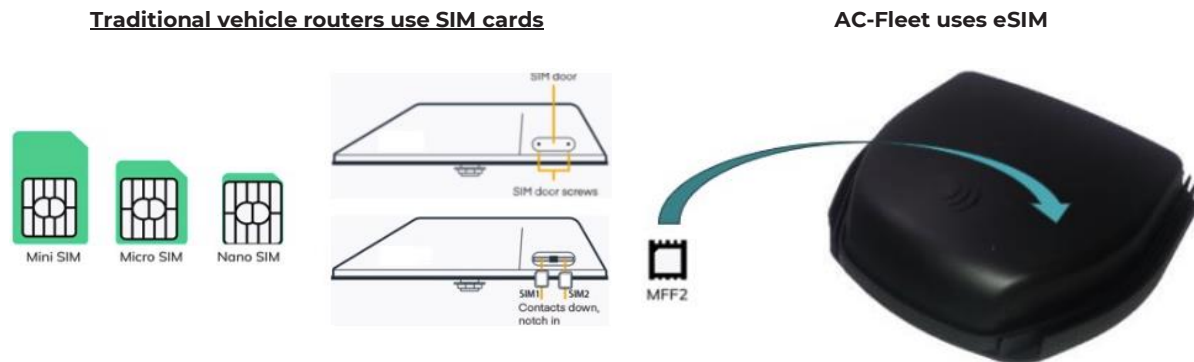 Traditional vehicle routers use SIM cards
AC-Fleet uses eSIM
SIM door
SIM door screws
Mini SIM
Micro SIM
Nano SIM
SIM1
SIM2
Contacts down,
notch in
MFF2